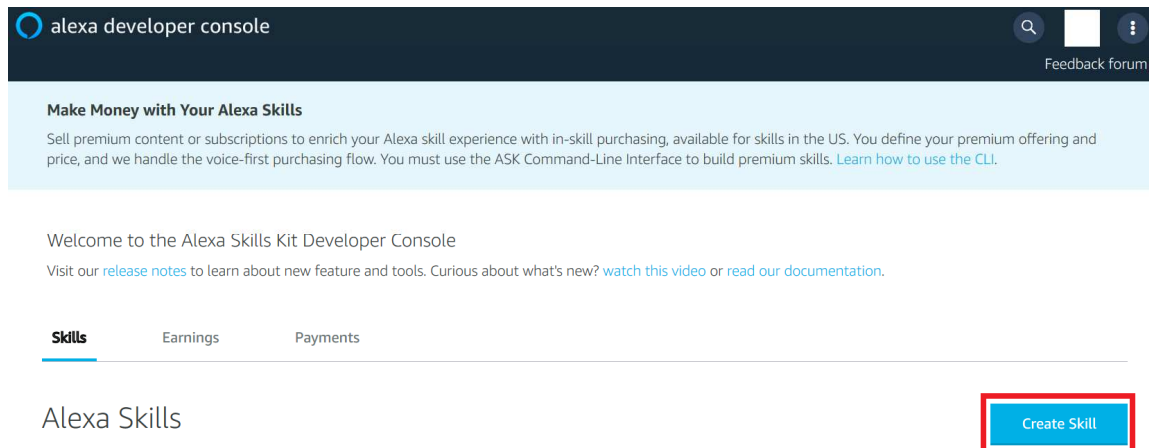 alexa developer console
Feedback forum
Make Money with Your Alexa Skills
Sell premium content or subscriptions to enrich your Alexa skill experience with in-skill purchasing, available for skills in the US. You define your premium offering and
price, and we handle the voice-first purchasing flow. You must use the ASK Command-Line Interface to build premium skills. Learn how to use the CLI.
Welcome to the Alexa Skills Kit Developer Console
Visit our release notes to learn about new feature and tools. Curious about what's new? watch this video or read our documentation.
Skills Earnings Payments
Alexa Skills Create Skill